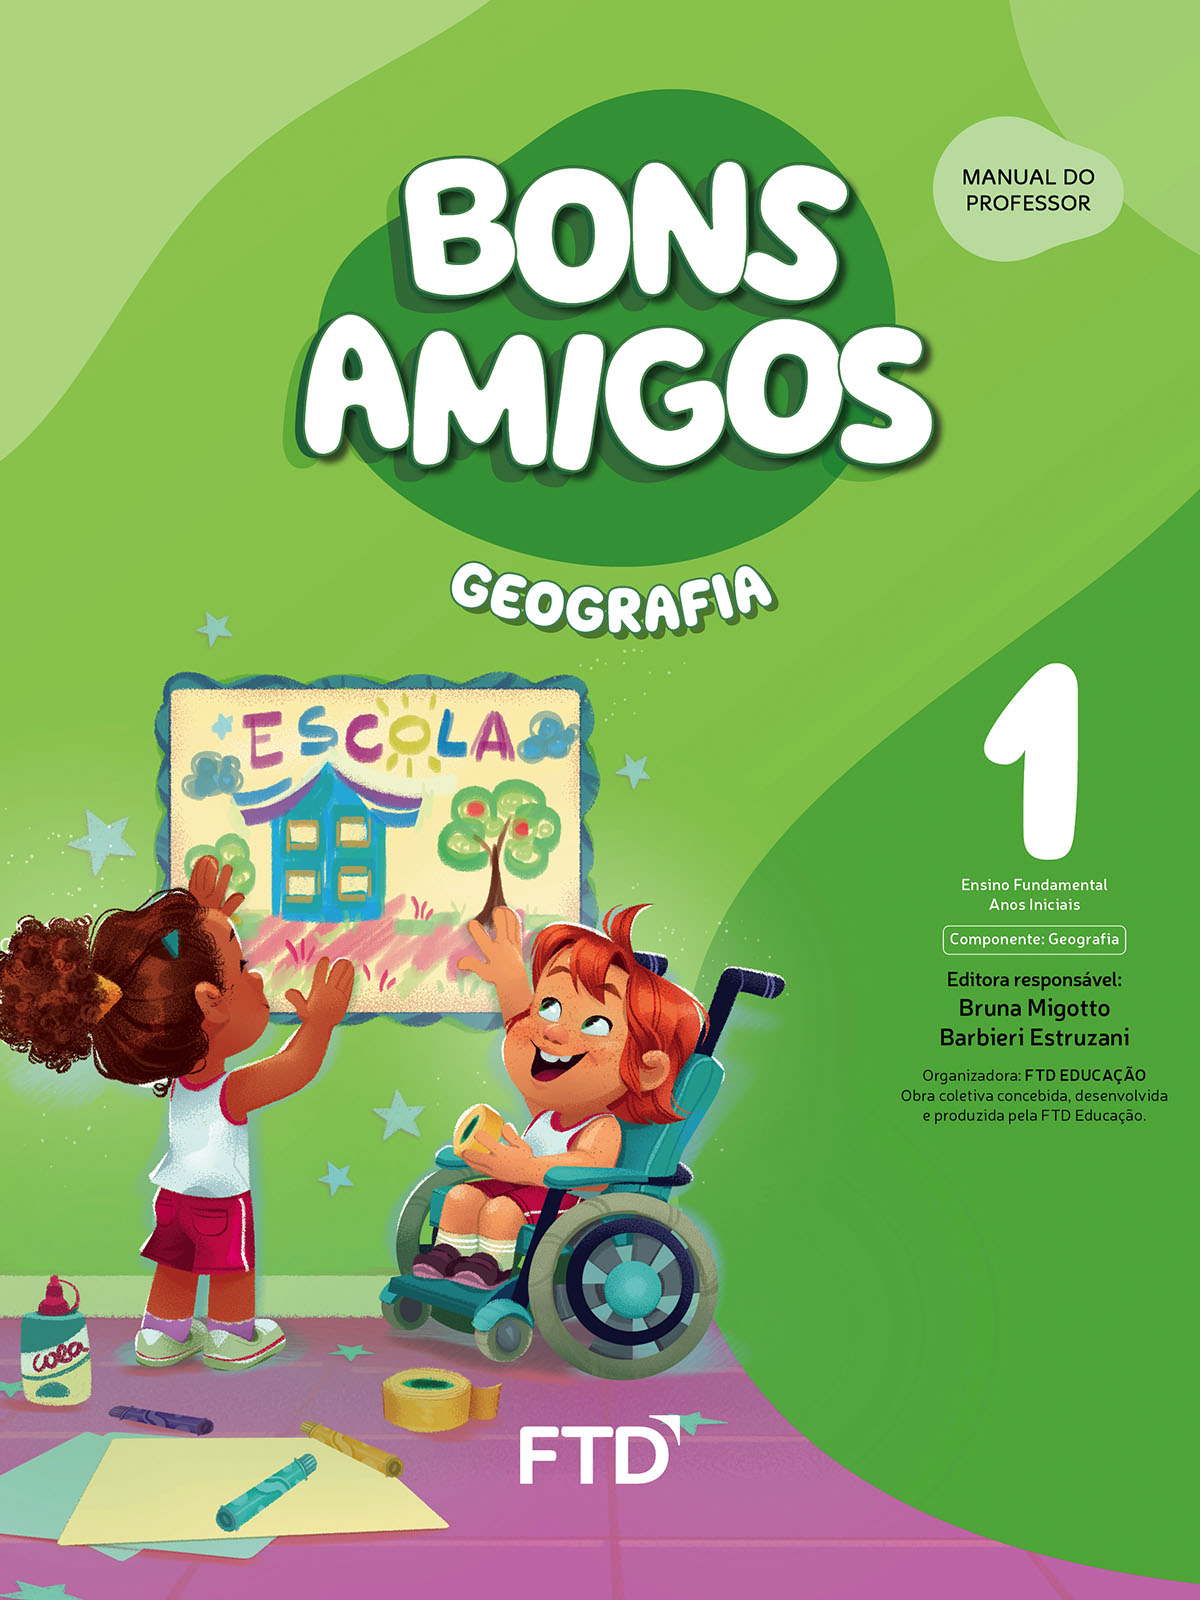 MANUAL DO
PROFESSOR
BONS
AMIGOS
GEOGRAFIA
ESCOLA
1
Ensino Fundamental
Anos Iniciais
Componente: Geografia
Editora responsável:
Bruna Migotto
Barbieri Estruzani
Organizadora: FTD EDUCAÇÃO
Obra coletiva concebida, desenvolvida
e produzida pela FTD Educação.
cola
FTD